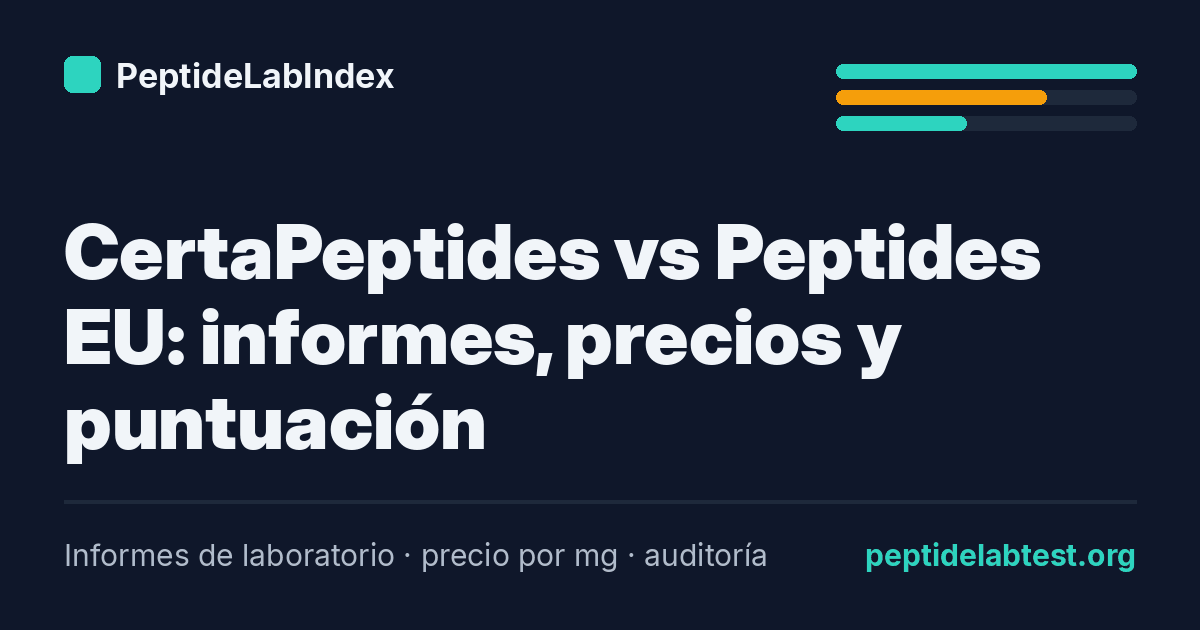 PeptideLabIndex
CertaPeptides vs Peptides
EU: informes, precios y
puntuación
Informes de laboratorio · precio por mg · auditoría
peptidelabtest.org